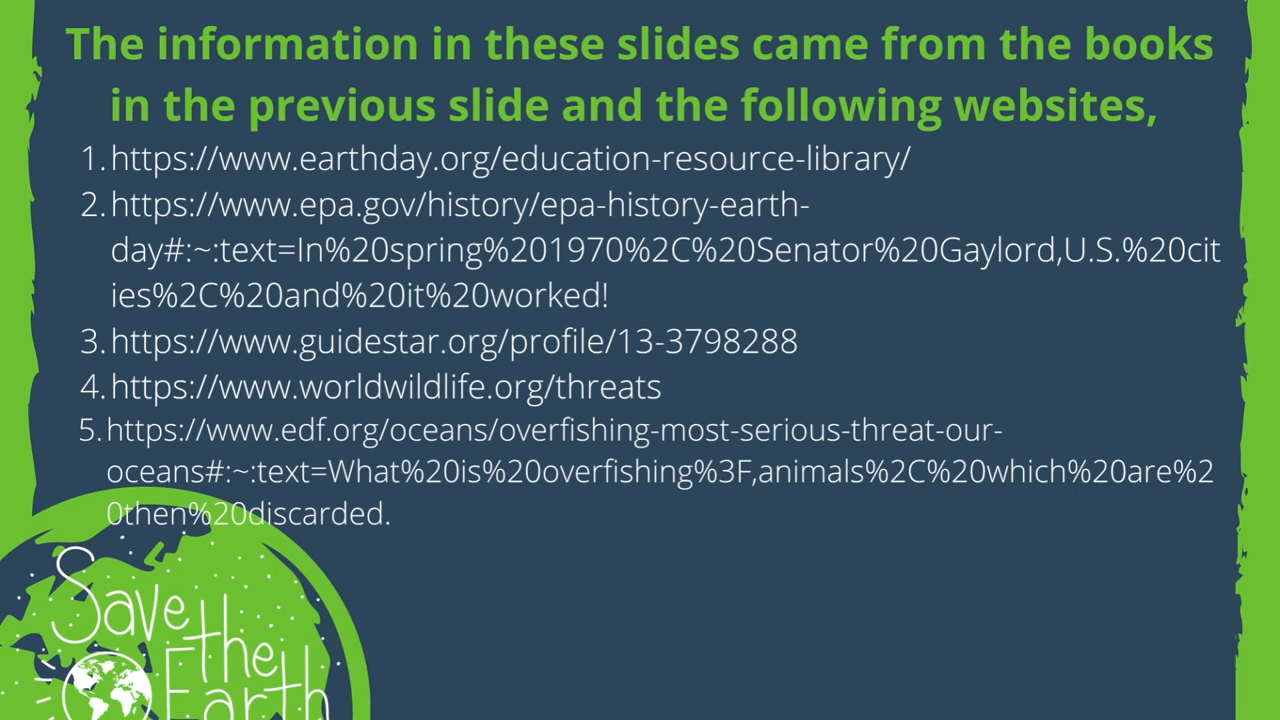 The information in these slides came from the books
in the previous slide and the following websites,
1. https://www.earthday.org/education-resource-library/
2. https://www.epa.gov/history/epa-history-earth-
day#:~:text=In%20spring%201970%2C%20Senator%20Gaylord,U.S.%20cit
ies%2C%20and%20it%20worked!
3. https://www.guidestar.org/profile/13-3798288
4. https://www.worldwildlife.org/threats
5. https://www.edf.org/oceans/overfishing-most-serious-threat-our-
oceans#:~:text=What%20is%20overfishing%3F,animals%2C%20which%20are%2
0then%20discarded.
Save
the
Earth